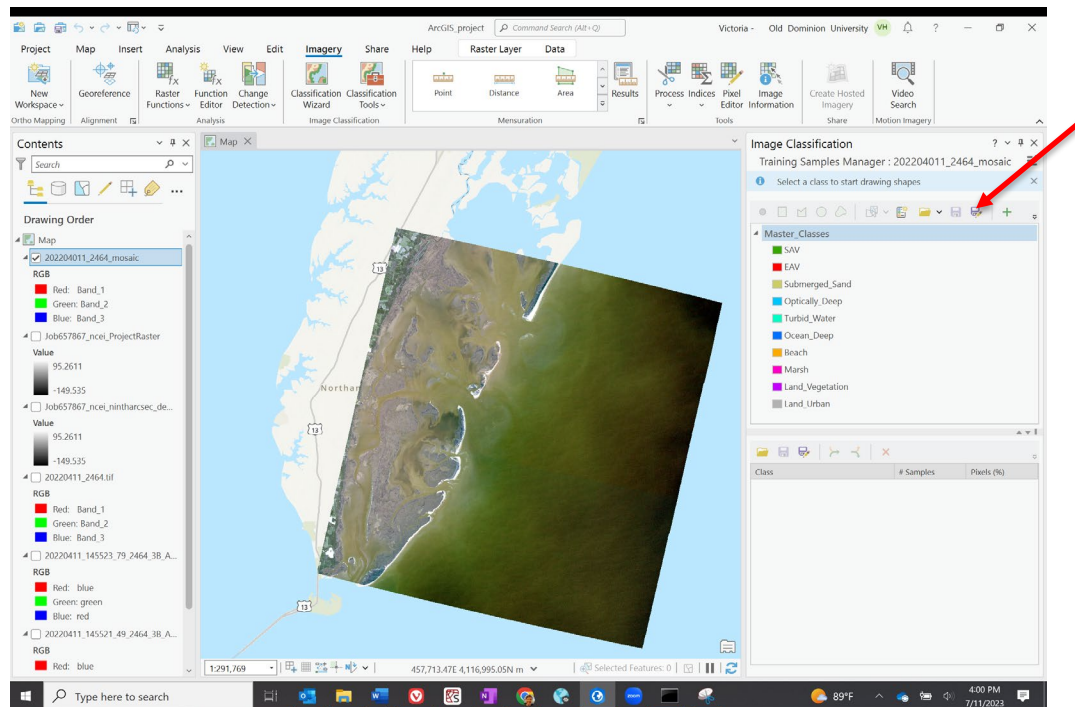 ArcGIS_project
Command Search (Alt+Q)
Victoria - Old Dominion University VH ? 
Project Map Insert Analysis View Edit Imagery Share Help Raster Layer Data
New Workspace
Georeference
Raster Functions
Function Editor
Change Detection
Classification Wizard
Classification Tools
Point
Distance
Area
Results
Process
Indices
Pixel Editor
Image Information
Create Hosted Imagery
Video Search
Ortho Mapping
Alignment
Analysis
Image Classification
Mensuration
Tools
Share
Motion Imagery
Contents
Search
Drawing Order
Map
202204011_2464_mosaic
RGB
Red: Band_1
Green: Band_2
Blue: Band_3
Job657867_ncei_ProjectRaster
Value
95.2611
-149.535
Job657867_ncei_nintharcsec_de...
Value
95.2611
-149.535
20220411_2464.tif
RGB
Red: Band_1
Green: Band_2
Blue: Band_3
20220411_145523_79_2464_3B_A...
RGB
Red: blue
Green: green
Blue: red
20220411_145521_49_2464_3B_A...
RGB
Red: blue
Map
13
Northam
13
13
1:291,769
457,713.47E 4,116,995.05N m
Selected Features: 0
Image Classification
Training Samples Manager : 202204011_2464_mosaic
Select a class to start drawing shapes
Master_Classes
SAV
EAV
Submerged_Sand
Optically_Deep
Turbid_Water
Ocean_Deep
Beach
Marsh
Land_Vegetation
Land_Urban
Class # Samples Pixels (%)
Type here to search
89°F
4:00 PM
7/11/2023